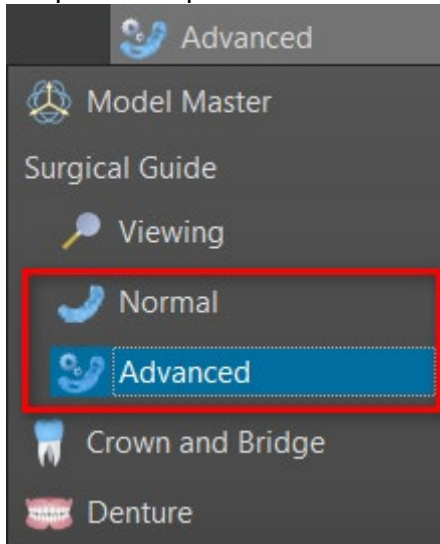 Advanced
Model Master
Surgical Guide
Viewing
Normal
Advanced
Crown and Bridge
Denture